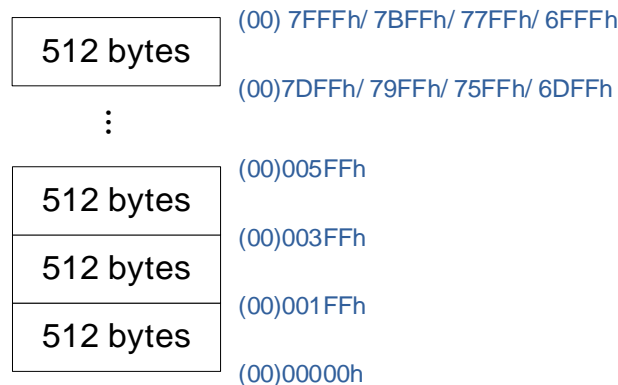 (00) 7FFFh/ 7BFFh/ 77FFh/ 6FFFh
512 bytes
(00)7DFFh/ 79FFh/ 75FFh/ 6DFFh
⋮
(00)005FFh
512 bytes
(00)003FFh
512 bytes
(00)001FFh
512 bytes
(00)00000h